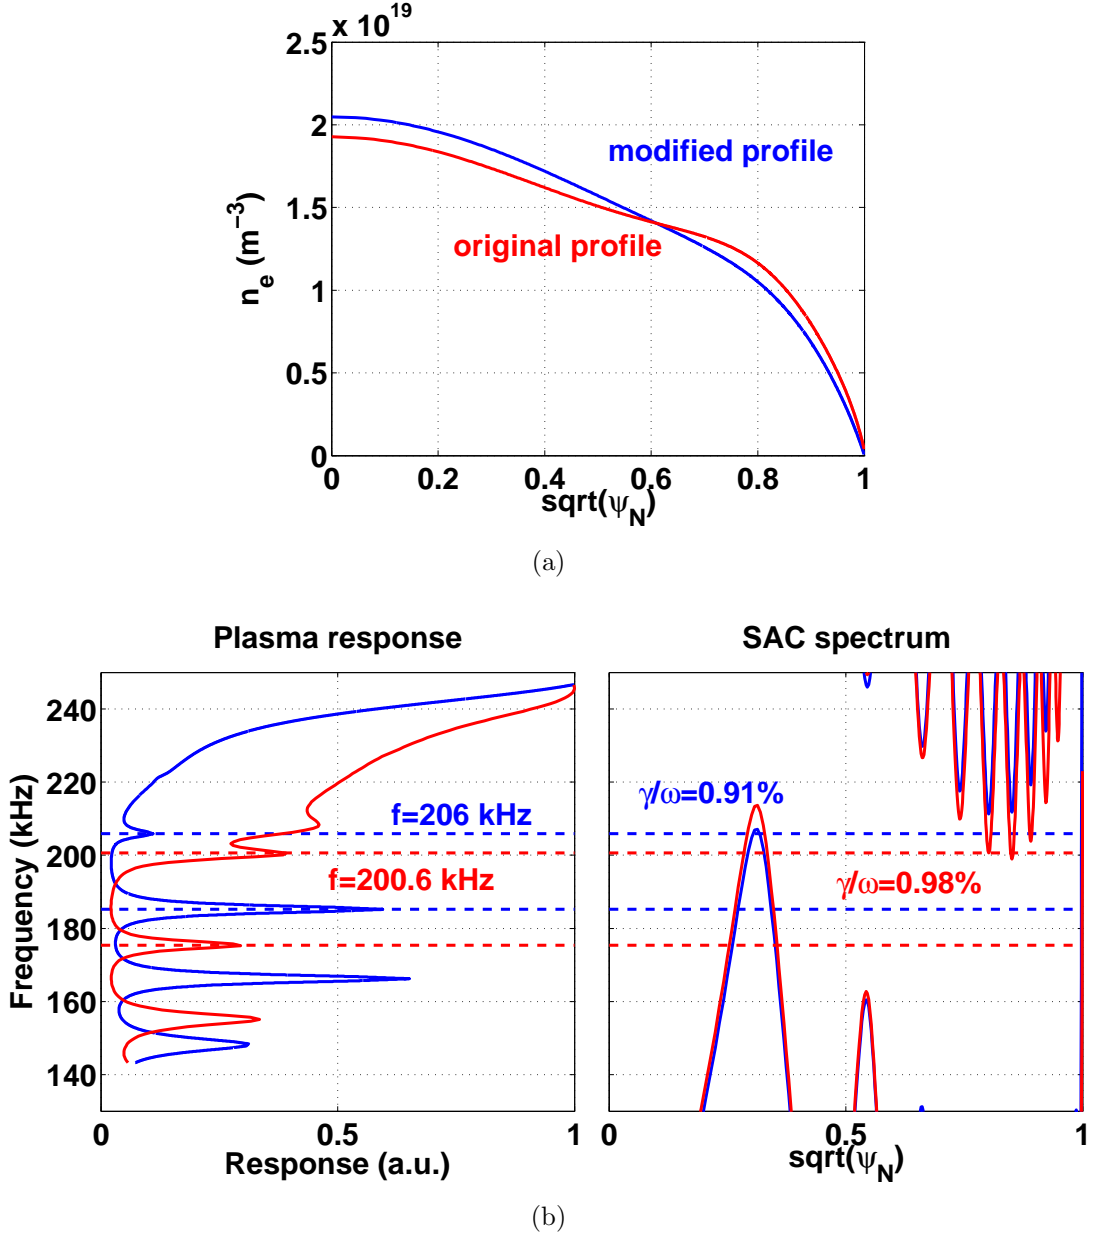 x 10^19
2.5
2
1.5
1
0.5
0
n_e (m^−3)
modified profile
original profile
0 0.2 0.4 0.6 0.8 1
sqrt(ψ_N)
(a)
Plasma response SAC spectrum
240
220
200
180
160
140
Frequency (kHz)
f=206 kHz
f=200.6 kHz
γ/ω=0.91%
γ/ω=0.98%
0 0.5 1 0 0.5 1
Response (a.u.) sqrt(ψ_N)
(b)